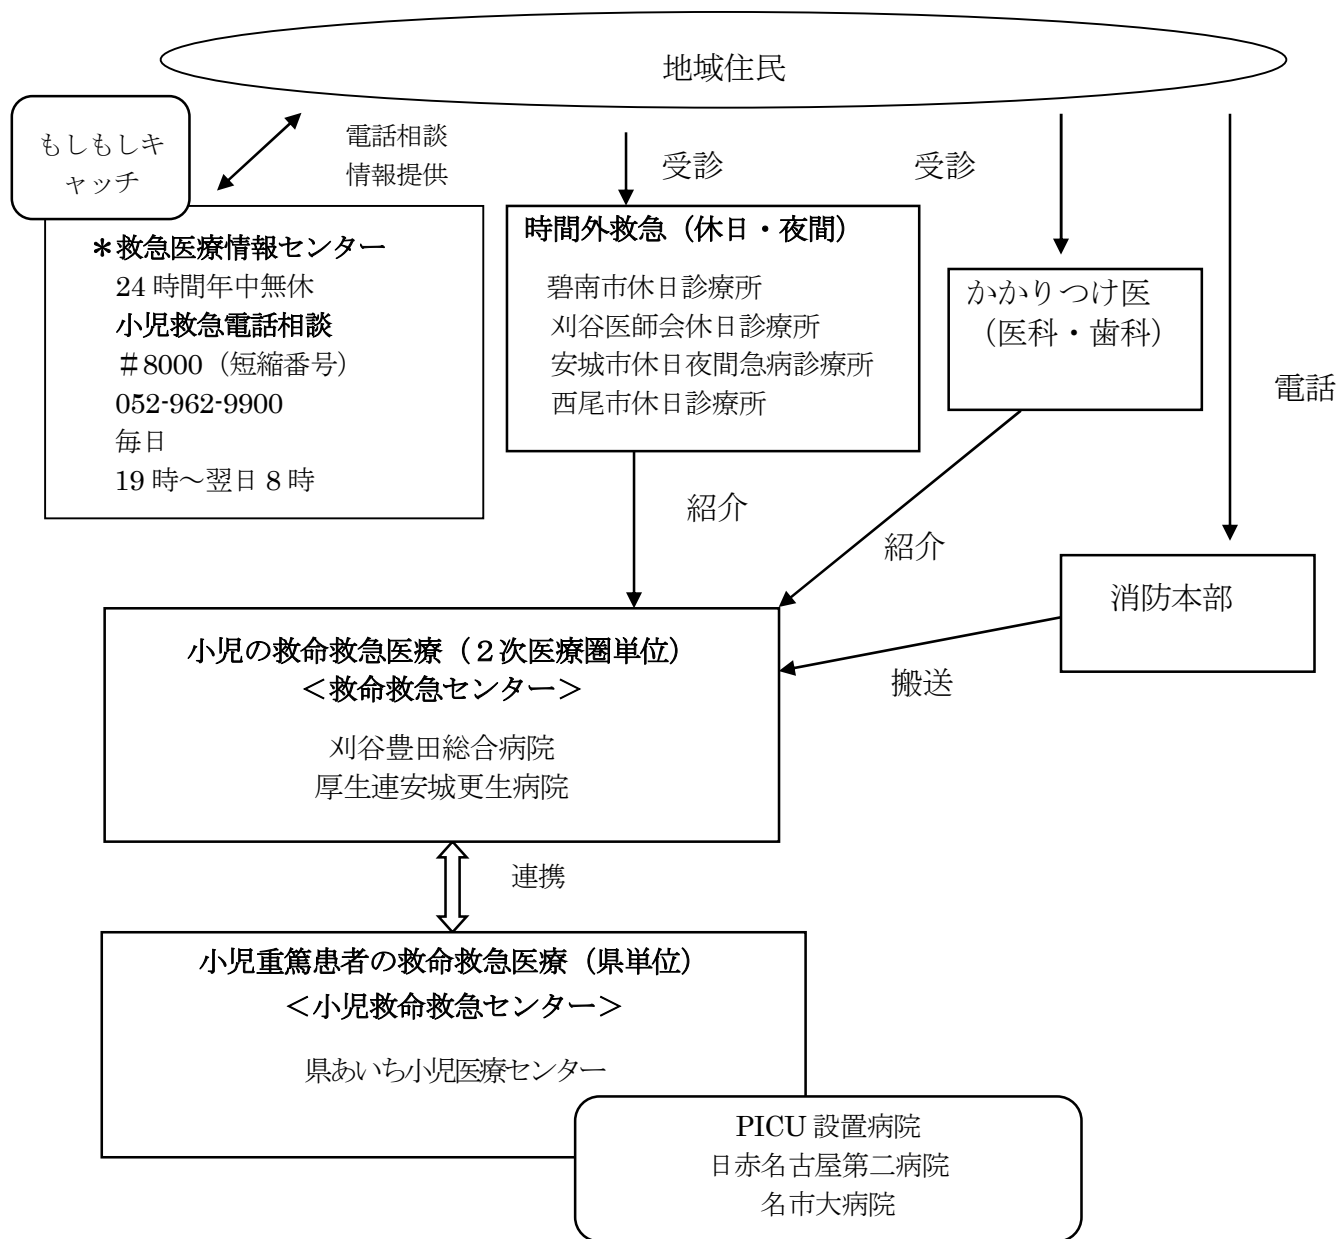 地域住民
もしもしキ
ャッチ
電話相談
情報提供
受診
受診
電話
＊救急医療情報センター
24 時間年中無休
小児救急電話相談
＃8000（短縮番号）
052-962-9900
毎日
19 時～翌日 8 時
時間外救急（休日・夜間）
碧南市休日診療所
刈谷医師会休日診療所
安城市休日夜間急病診療所
西尾市休日診療所
かかりつけ医
（医科・歯科）
紹介
紹介
消防本部
搬送
小児の救命救急医療（２次医療圏単位）
＜救命救急センター＞
刈谷豊田総合病院
厚生連安城更生病院
連携
小児重篤患者の救命救急医療（県単位）
＜小児救命救急センター＞
県あいち小児医療センター
PICU 設置病院
日赤名古屋第二病院
名市大病院